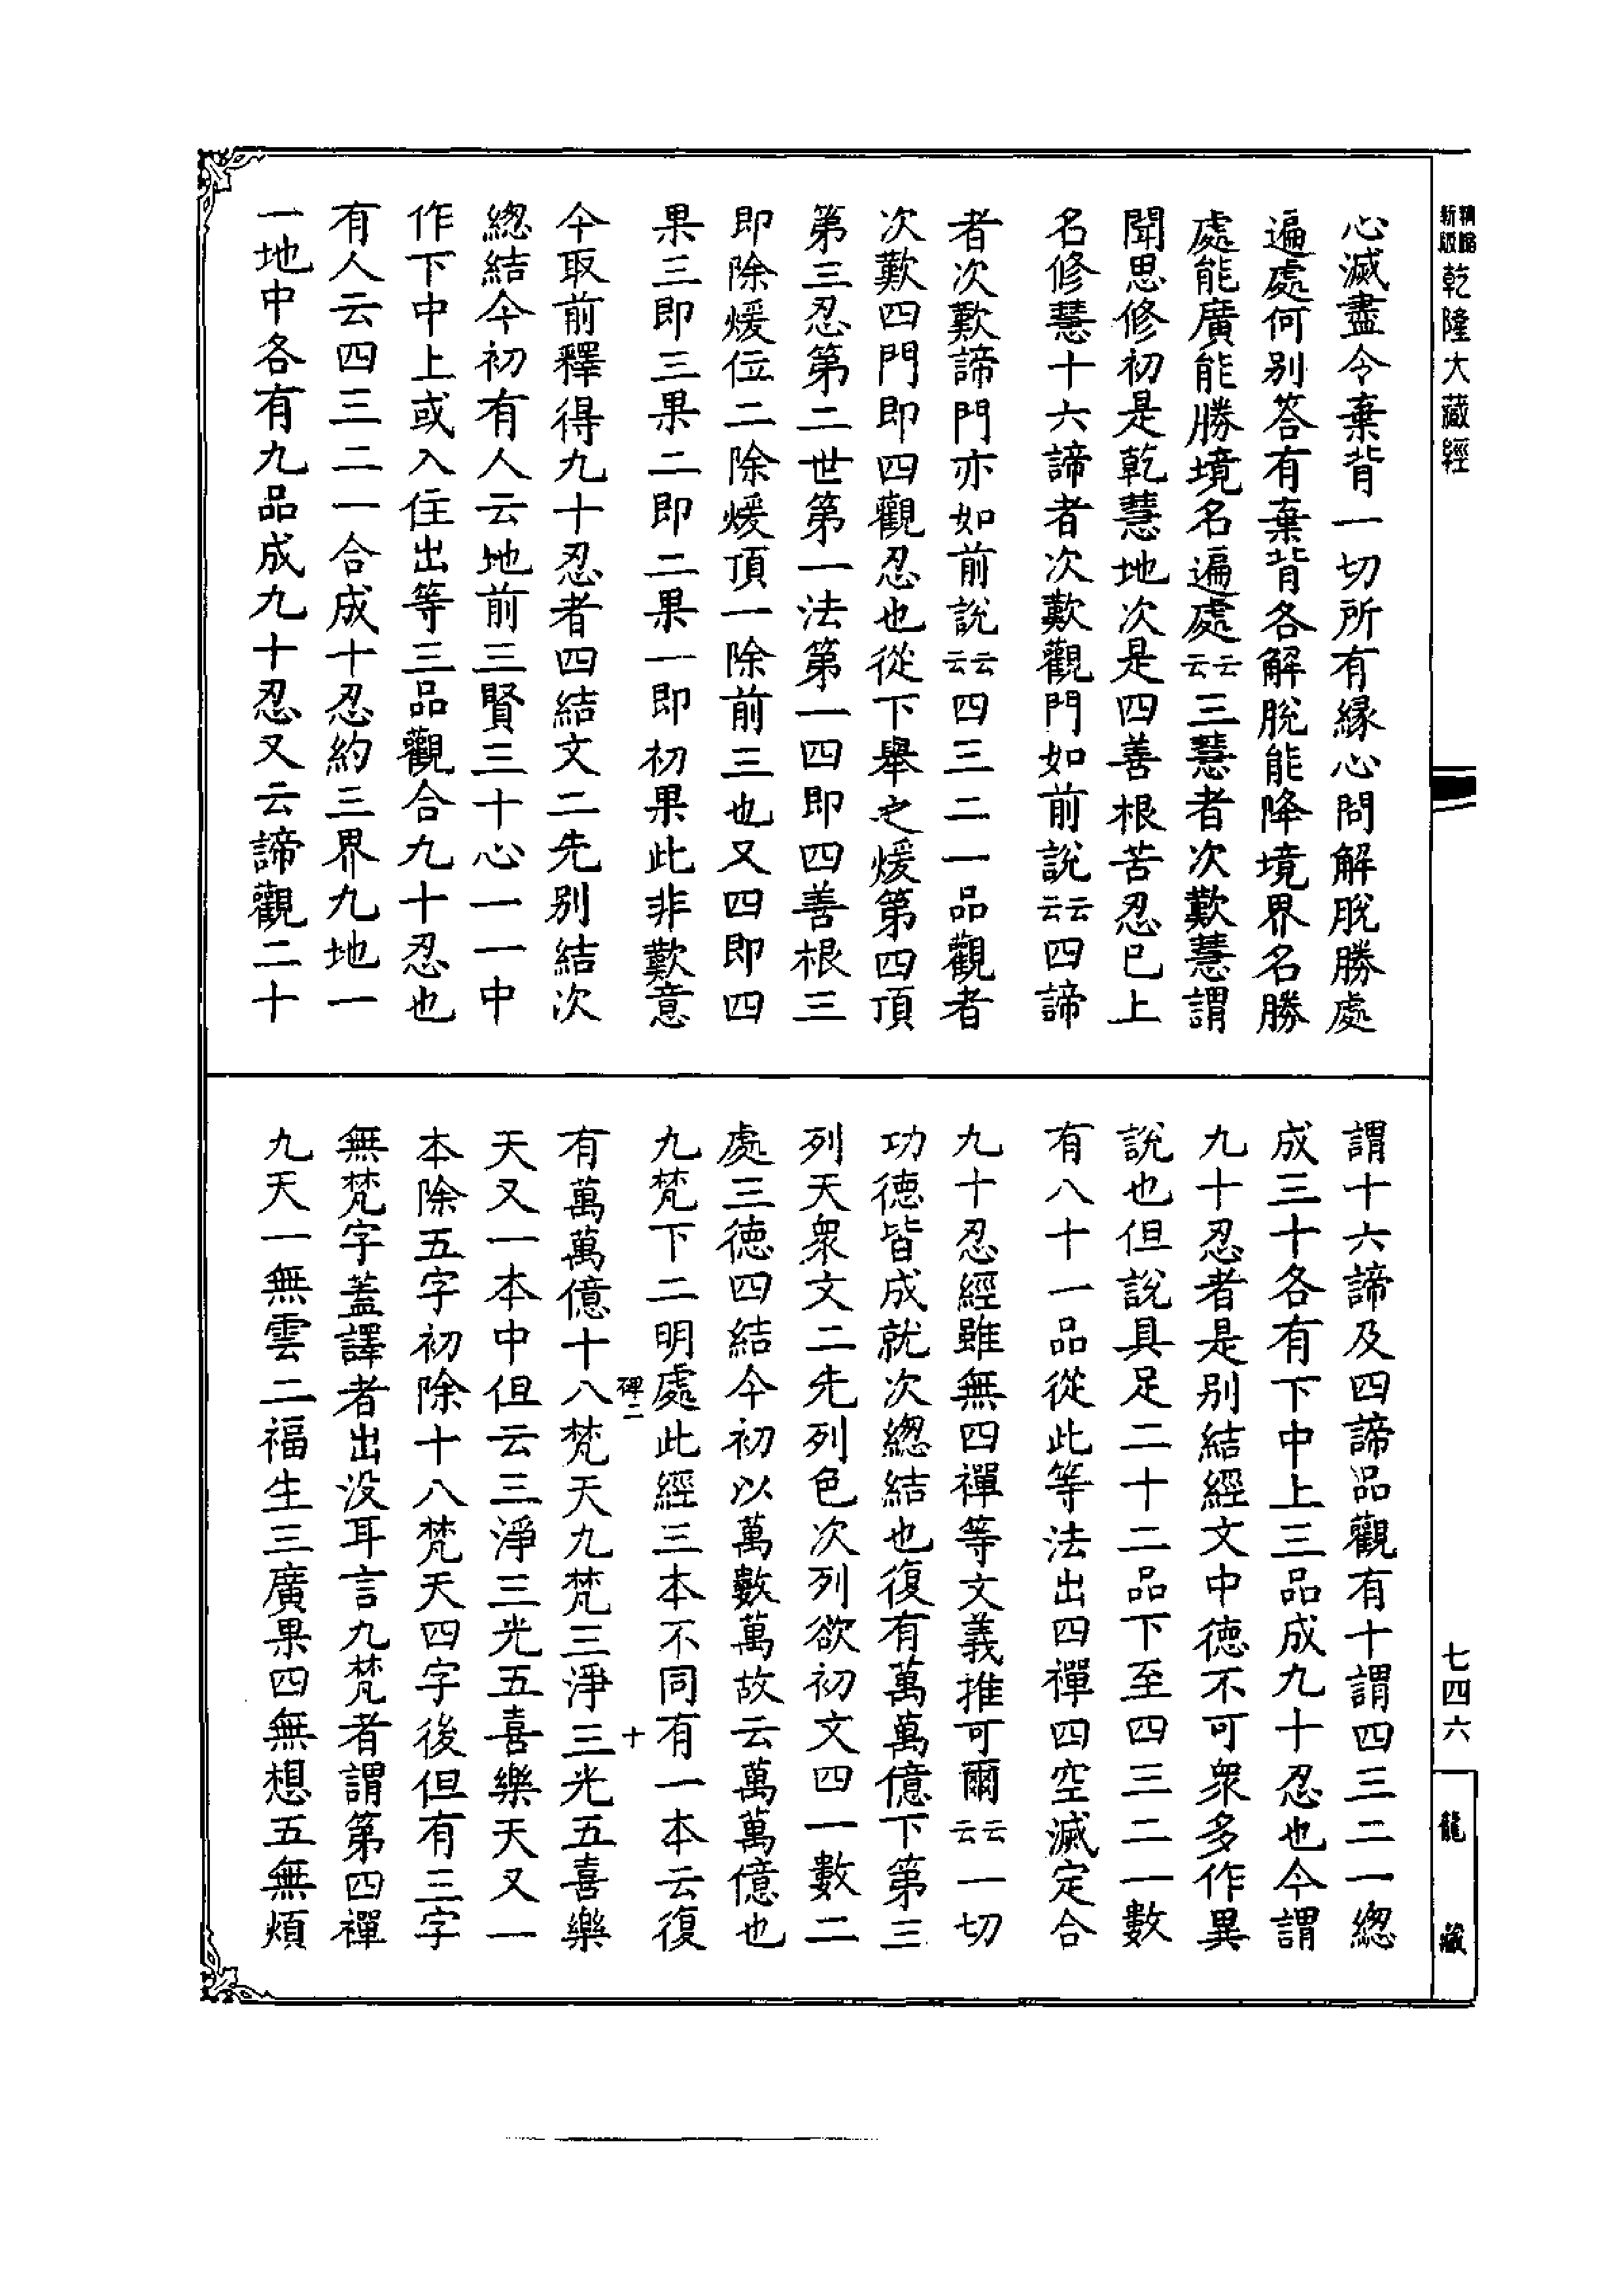 新
乾隆大藏經
心滅盡令棄背一切所有緣心問解脫勝處
遍處何别答有棄背各解脫能降境界名勝
處能廣能勝境名遍處云云三慧者次歎慧謂
聞思修初是乾慧地次是四善根苦忍已上
名修慧十六諦者次歎觀門如前說云云四諦
者次歎諦門亦如前說云云四三二一品觀者
次歎四門即四觀忍也從下舉之煖第四頂
第三忍第二世第一法第一四即四善根三
即除煖位二除煖頂一除前三也又四即四
果三即三果二即二果一即初果此非歎意
今取前釋得九十忍者四結文二先别結次
總結今初有人云地前三賢三十心一一中
作下中上或入住出等三品觀合九十忍也
有人云四三二一合成十忍約三界九地一
一地中各有九品成九十忍又云諦觀二十
謂十六諦及四諦品觀有十謂四三二一總
成三十各有下中上三品成九十忍也今謂
九十忍者是别結經文中德不可衆多作異
說也但說具足二十二品下至四三二一數
有八十一品從此等法出四禪四空滅定合
九十忍經雖無四禪等文義推可爾云云一切
功德皆成就次總結也復有萬萬億下第三
列天衆文二先列色次列欲初文四一數二
處三德四結今初以萬數萬故云萬萬億也
九梵下二明處此經三本不同有一本云復
碑二
十
有萬萬億十八梵天九梵三淨三光五喜樂
天又一本中但云三淨三光五喜樂天又一
本除五字初除十八梵天四字後但有三字
無梵字蓋譯者出没耳言九梵者謂第四禪
九天一無雲二福生三廣果四無想五無煩
七四六
龍藏